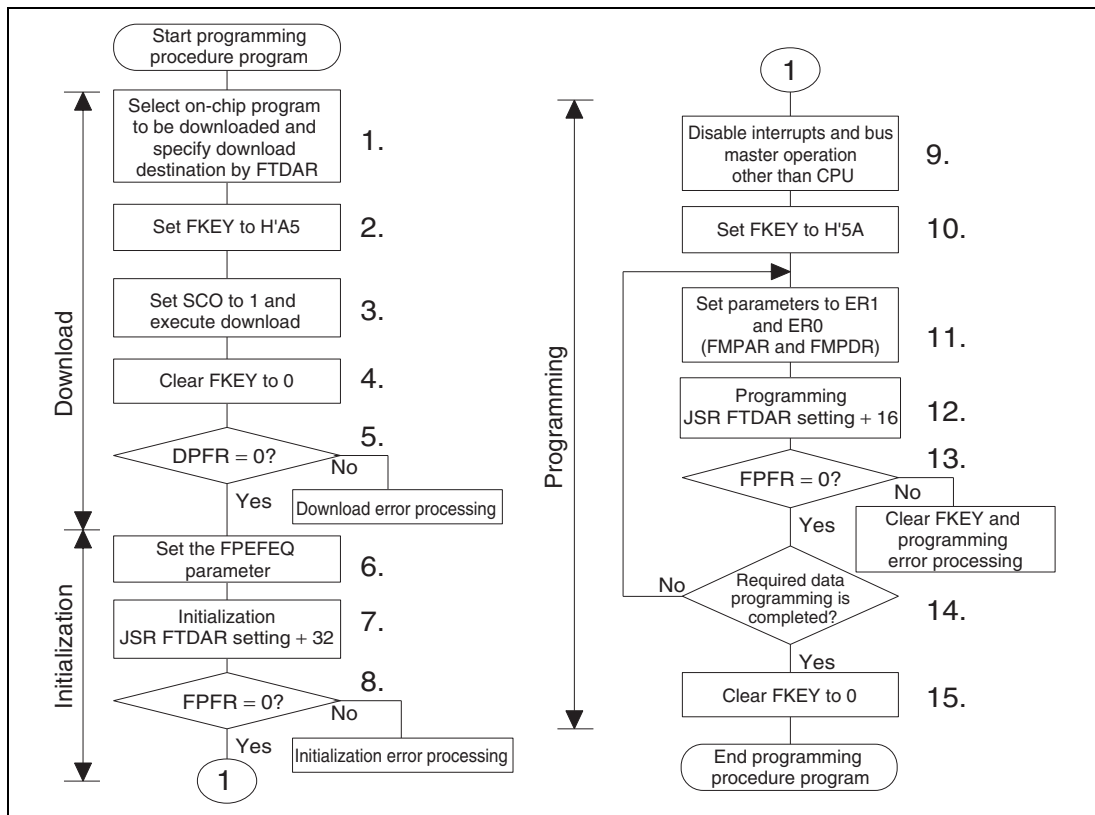 Start programming
procedure program
Select on-chip program
to be downloaded and
specify download
destination by FTDAR
1.
Set FKEY to H'A5
2.
Set SCO to 1 and
execute download
3.
Clear FKEY to 0
4.
DPFR = 0?
5.
No
Yes
Download error processing
Download
Set the FPEFEQ
parameter
6.
Initialization
JSR FTDAR setting + 32
7.
FPFR = 0?
8.
No
Yes
Initialization error processing
Initialization
1
1
Disable interrupts and bus
master operation
other than CPU
9.
Set FKEY to H'5A
10.
Set parameters to ER1
and ER0
(FMPAR and FMPDR)
11.
Programming
JSR FTDAR setting + 16
12.
FPFR = 0?
13.
No
Yes
Clear FKEY and
programming
error processing
Required data
programming is
completed?
14.
No
Yes
Clear FKEY to 0
15.
Programming
End programming
procedure program